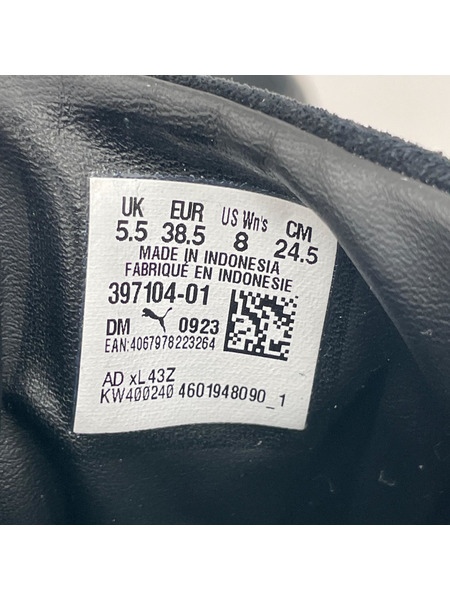 UK EUR US Wn's CM
5.5 38.5 8 24.5
MADE IN INDONESIA
FABRIQUÉ EN INDONESIE
397104-01
DM 0923
EAN:4067978223264
AD xL43Z
KW400240 4601948090_1